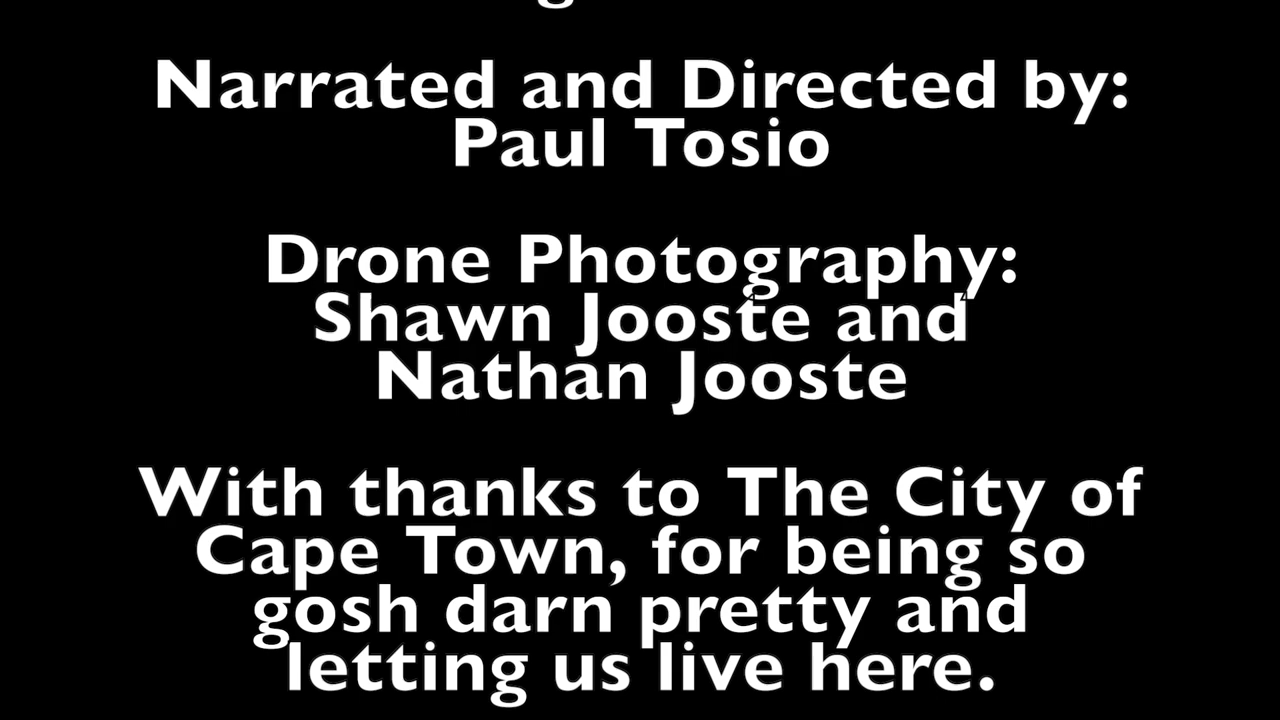 Narrated and Directed by:
Paul Tosio
Drone Photography:
Shawn Jooste and
Nathan Jooste
With thanks to The City of
Cape Town, for being so
gosh darn pretty and
letting us live here.